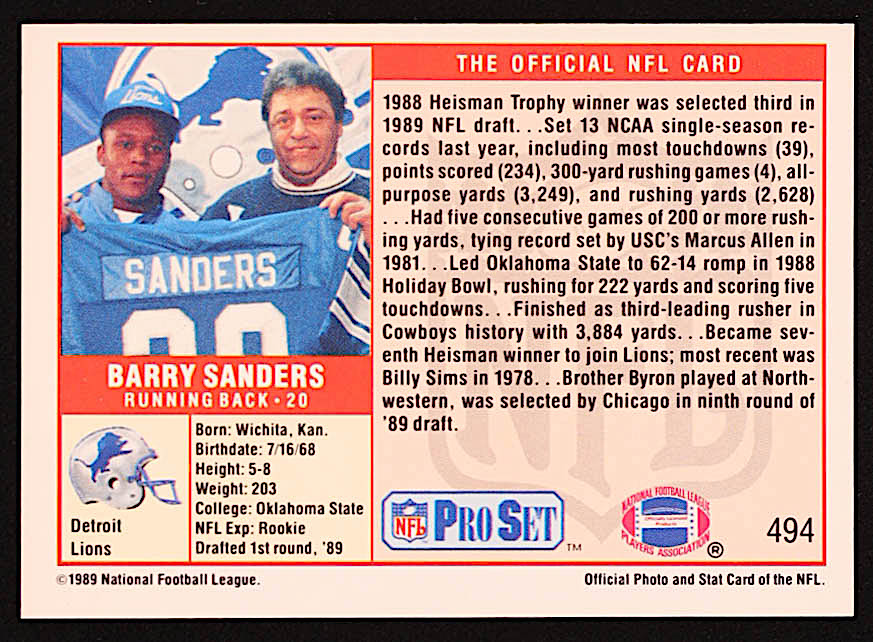 THE OFFICIAL NFL CARD
1988 Heisman Trophy winner was selected third in
1989 NFL draft. . .Set 13 NCAA single-season re-
cords last year, including most touchdowns (39),
points scored (234), 300-yard rushing games (4), all-
purpose yards (3,249), and rushing yards (2,628)
. . .Had five consecutive games of 200 or more rush-
ing yards, tying record set by USC's Marcus Allen in
1981. . .Led Oklahoma State to 62-14 romp in 1988
Holiday Bowl, rushing for 222 yards and scoring five
touchdowns. . .Finished as third-leading rusher in
Cowboys history with 3,884 yards. . .Became sev-
enth Heisman winner to join Lions; most recent was
Billy Sims in 1978. . .Brother Byron played at North-
western, was selected by Chicago in ninth round of
'89 draft.
Lions
SANDERS
20
BARRY SANDERS
RUNNING BACK • 20
Detroit
Lions
Born: Wichita, Kan.
Birthdate: 7/16/68
Height: 5-8
Weight: 203
College: Oklahoma State
NFL Exp: Rookie
Drafted 1st round, '89
NFL
NFL PRO SET ™
NATIONAL FOOTBALL LEAGUE
Officially Licensed
Product
PLAYERS ASSOCIATION ®
494
©1989 National Football League.
Official Photo and Stat Card of the NFL.